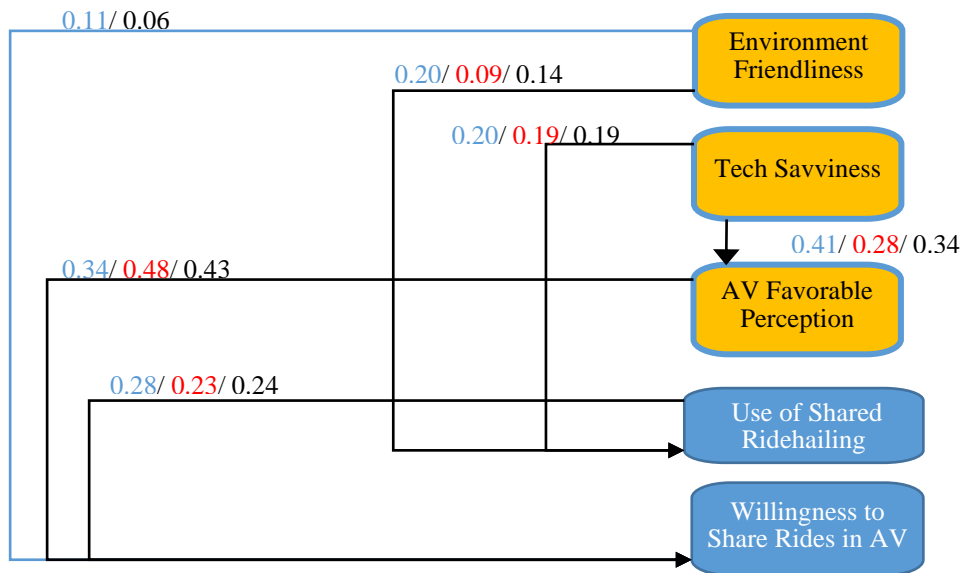 0.11/ 0.06
Environment
Friendliness
0.20/ 0.09/ 0.14
0.20/ 0.19/ 0.19
Tech Savviness
0.41/ 0.28/ 0.34
0.34/ 0.48/ 0.43
AV Favorable
Perception
0.28/ 0.23/ 0.24
Use of Shared
Ridehailing
Willingness to
Share Rides in AV